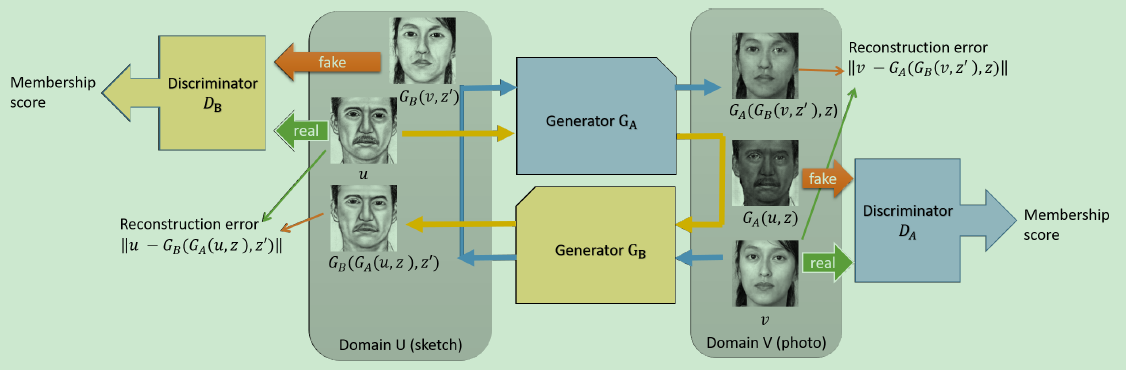 Membership
score
Discriminator
D_B
fake
real
G_B(v, z′)
u
G_B(G_A(u, z), z′)
Domain U (sketch)
Reconstruction error
‖u − G_B(G_A(u, z), z′)‖
Generator G_A
Generator G_B
G_A(G_B(v, z′), z)
G_A(u, z)
v
Domain V (photo)
Reconstruction error
‖v − G_A(G_B(v, z′), z)‖
fake
real
Discriminator
D_A
Membership
score